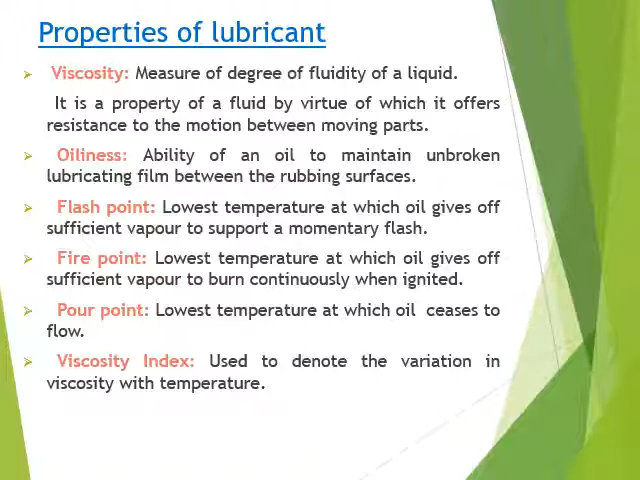 Properties of lubricant
➢ Viscosity: Measure of degree of fluidity of a liquid.
It is a property of a fluid by virtue of which it offers
resistance to the motion between moving parts.
➢ Oiliness: Ability of an oil to maintain unbroken
lubricating film between the rubbing surfaces.
➢ Flash point: Lowest temperature at which oil gives off
sufficient vapour to support a momentary flash.
➢ Fire point: Lowest temperature at which oil gives off
sufficient vapour to burn continuously when ignited.
➢ Pour point: Lowest temperature at which oil ceases to
flow.
➢ Viscosity Index: Used to denote the variation in
viscosity with temperature.